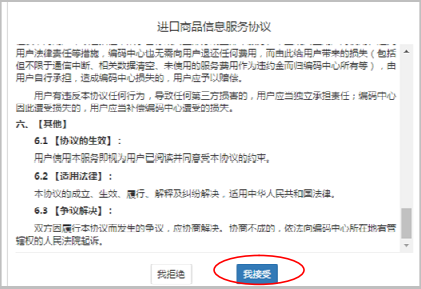 进口商品信息服务协议
用户法律责任等措施，编码中心也无需向用户退还任何费用，而由此给用户带来的损失（包括
但不限于通信中断、相关数据清空、未使用的服务费用作为违约金而归编码中心所有等），由
用户自行承担，造成编码中心损失的，用户应予以赔偿。
用户有违反本协议任何行为，导致任何第三方损害的，用户应当独立承担责任；编码中心
因此遭受损失的，用户应当补偿编码中心遭受的损失。
六、【其他】
6.1 【协议的生效】：
用户使用本服务即视为用户已阅读并同意受本协议的约束。
6.2 【适用法律】：
本协议的成立、生效、履行、解释及纠纷解决，适用中华人民共和国法律。
6.3 【争议解决】：
双方因履行本协议而发生的争议，应协商解决。协商不成的，依法向编码中心所在地有管
辖权的人民法院起诉。
我拒绝
我接受